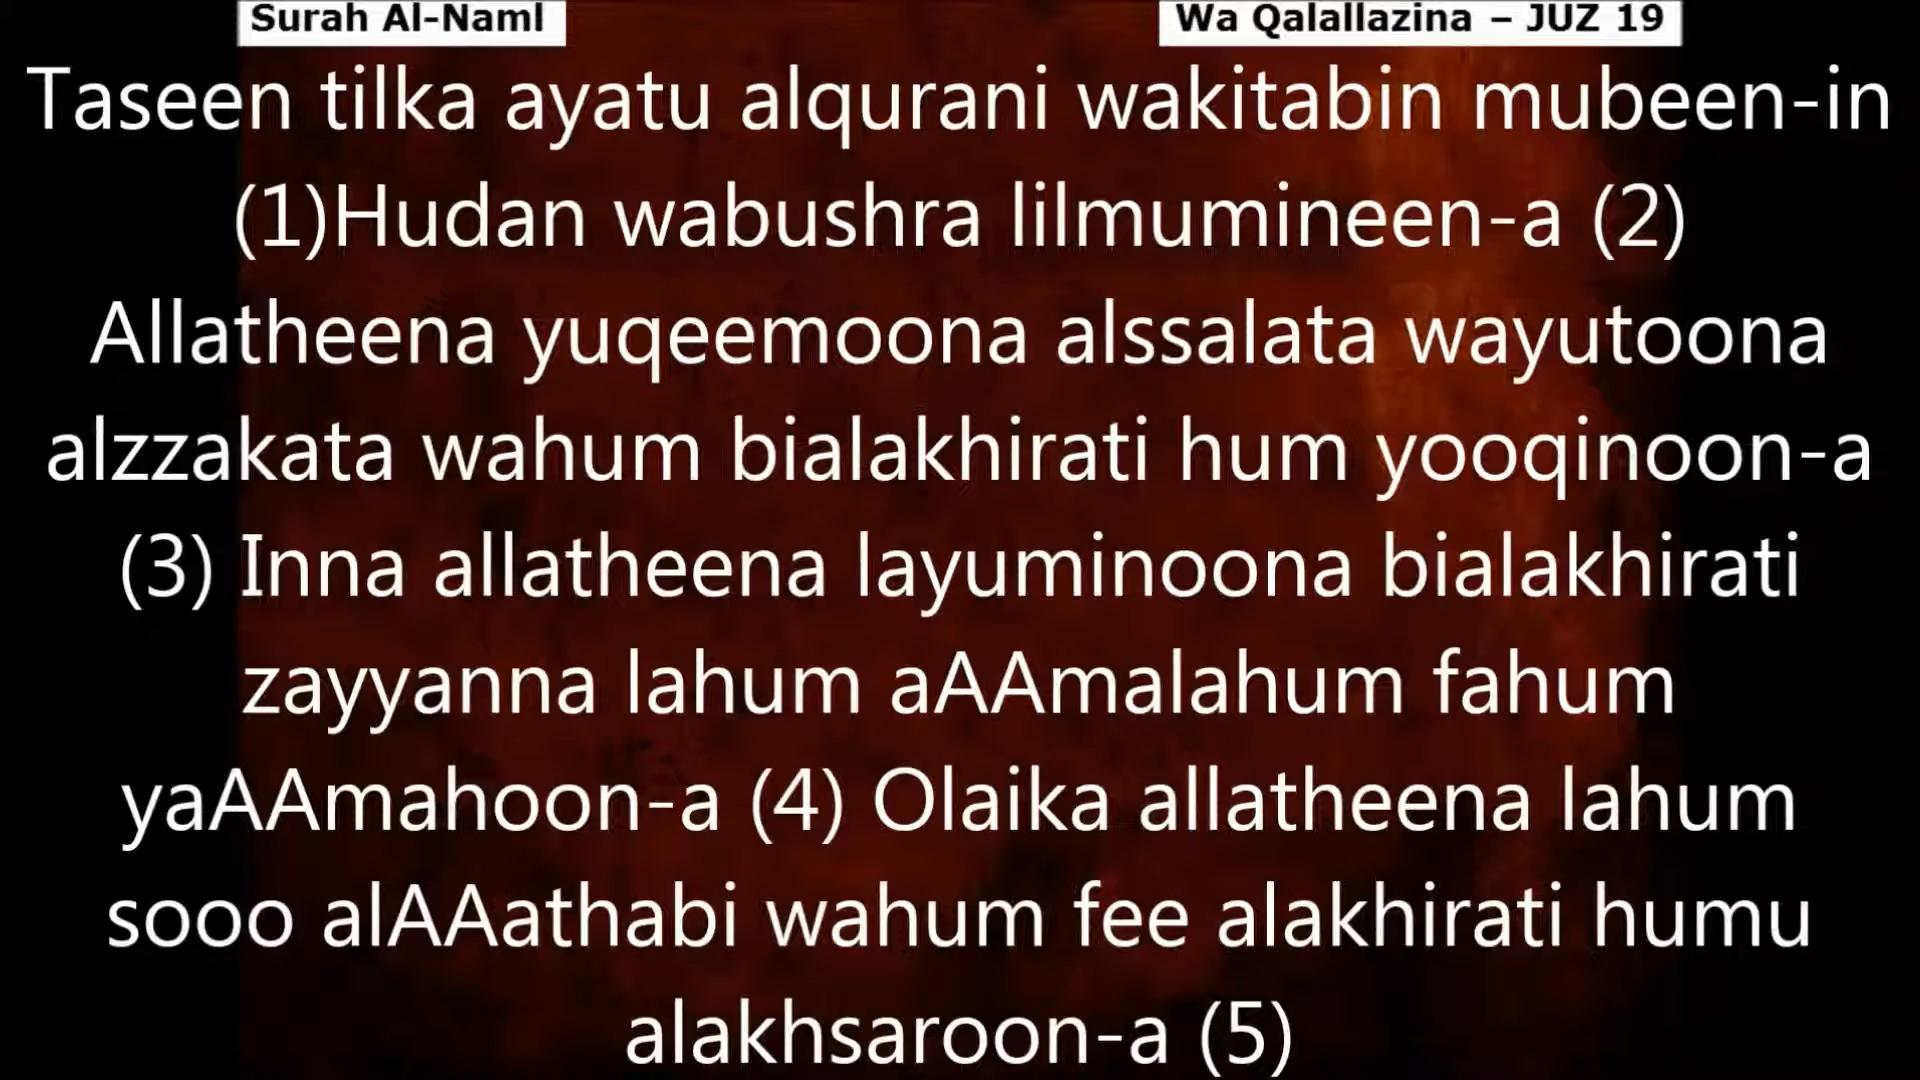 Surah Al-Naml
Wa Qalallazina – JUZ 19
Taseen tilka ayatu alqurani wakitabin mubeen-in
(1)Hudan wabushra lilmumineen-a (2)
Allatheena yuqeemoona alssalata wayutoona
alzzakata wahum bialakhirati hum yooqinoon-a
(3) Inna allatheena layuminoona bialakhirati
zayyanna lahum aAAmalahum fahum
yaAAmahoon-a (4) Olaika allatheena lahum
sooo alAAathabi wahum fee alakhirati humu
alakhsaroon-a (5)